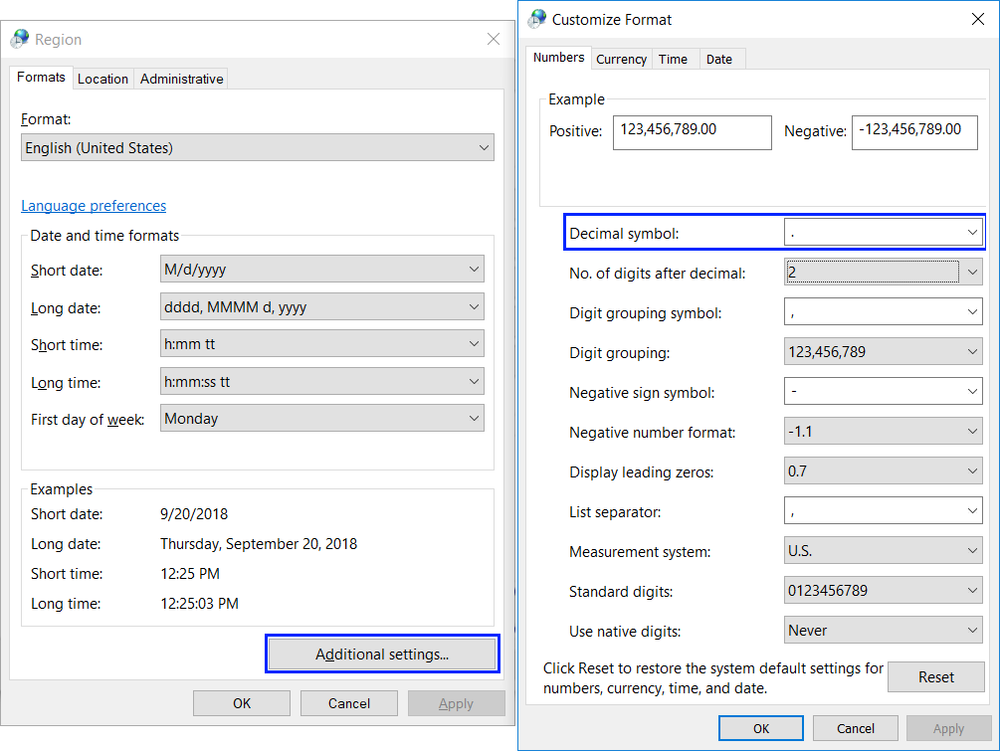 Region
Formats Location Administrative
Format:
English (United States)
Language preferences
Date and time formats
Short date: M/d/yyyy
Long date: dddd, MMMM d, yyyy
Short time: h:mm tt
Long time: h:mm:ss tt
First day of week: Monday
Examples
Short date: 9/20/2018
Long date: Thursday, September 20, 2018
Short time: 12:25 PM
Long time: 12:25:03 PM
Additional settings...
OK Cancel Apply
Customize Format
Numbers Currency Time Date
Example
Positive: 123,456,789.00 Negative: -123,456,789.00
Decimal symbol: .
No. of digits after decimal: 2
Digit grouping symbol: ,
Digit grouping: 123,456,789
Negative sign symbol: -
Negative number format: -1.1
Display leading zeros: 0.7
List separator: ,
Measurement system: U.S.
Standard digits: 0123456789
Use native digits: Never
Click Reset to restore the system default settings for
numbers, currency, time, and date.
Reset
OK Cancel Apply